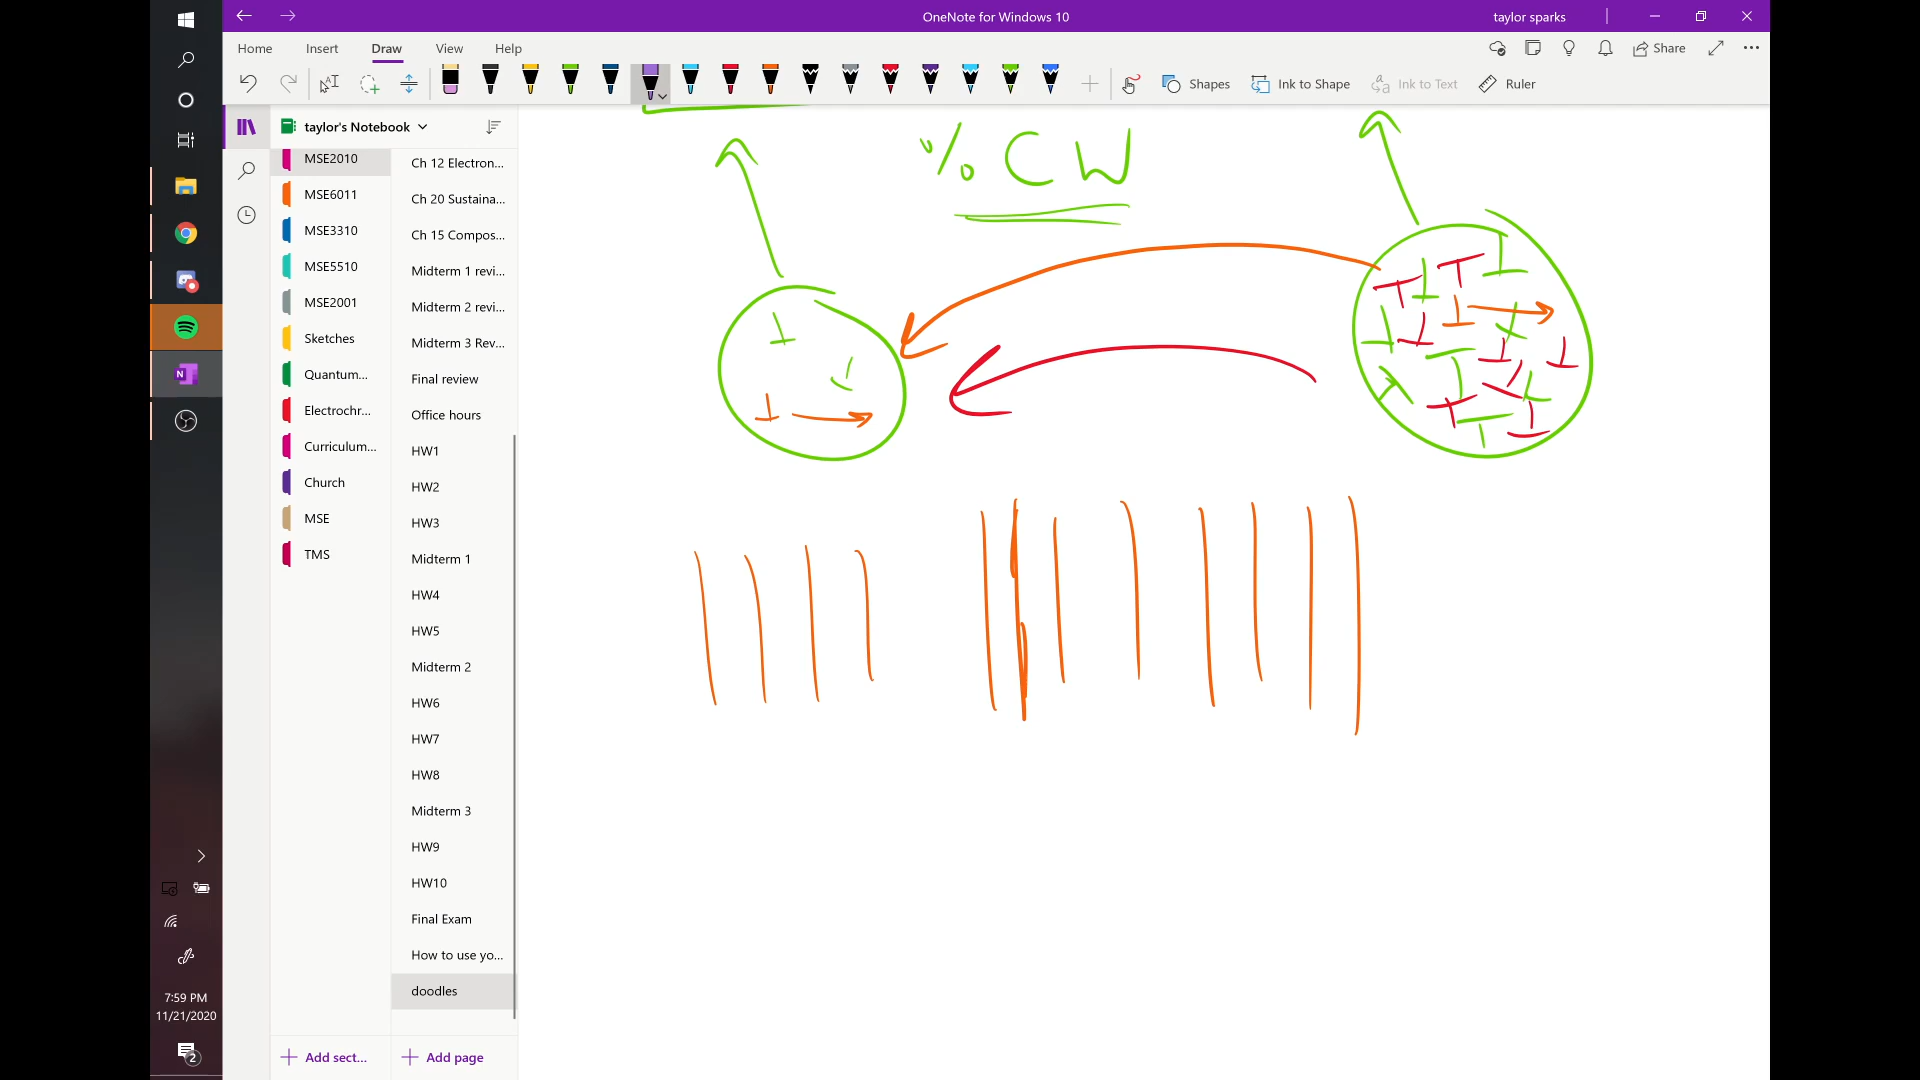 OneNote for Windows 10
taylor sparks
Home Insert Draw View Help
Share
Shapes
Ink to Shape
Ink to Text
Ruler
taylor's Notebook
MSE2010
MSE6011
MSE3310
MSE5510
MSE2001
Sketches
Quantum...
Electrochr...
Curriculum...
Church
MSE
TMS
Add sect...
Ch 12 Electron...
Ch 20 Sustaina...
Ch 15 Compos...
Midterm 1 revi...
Midterm 2 revi...
Midterm 3 Rev...
Final review
Office hours
HW1
HW2
HW3
Midterm 1
HW4
HW5
Midterm 2
HW6
HW7
HW8
Midterm 3
HW9
HW10
Final Exam
How to use yo...
doodles
Add page
% CW
N
7:59 PM
11/21/2020
2